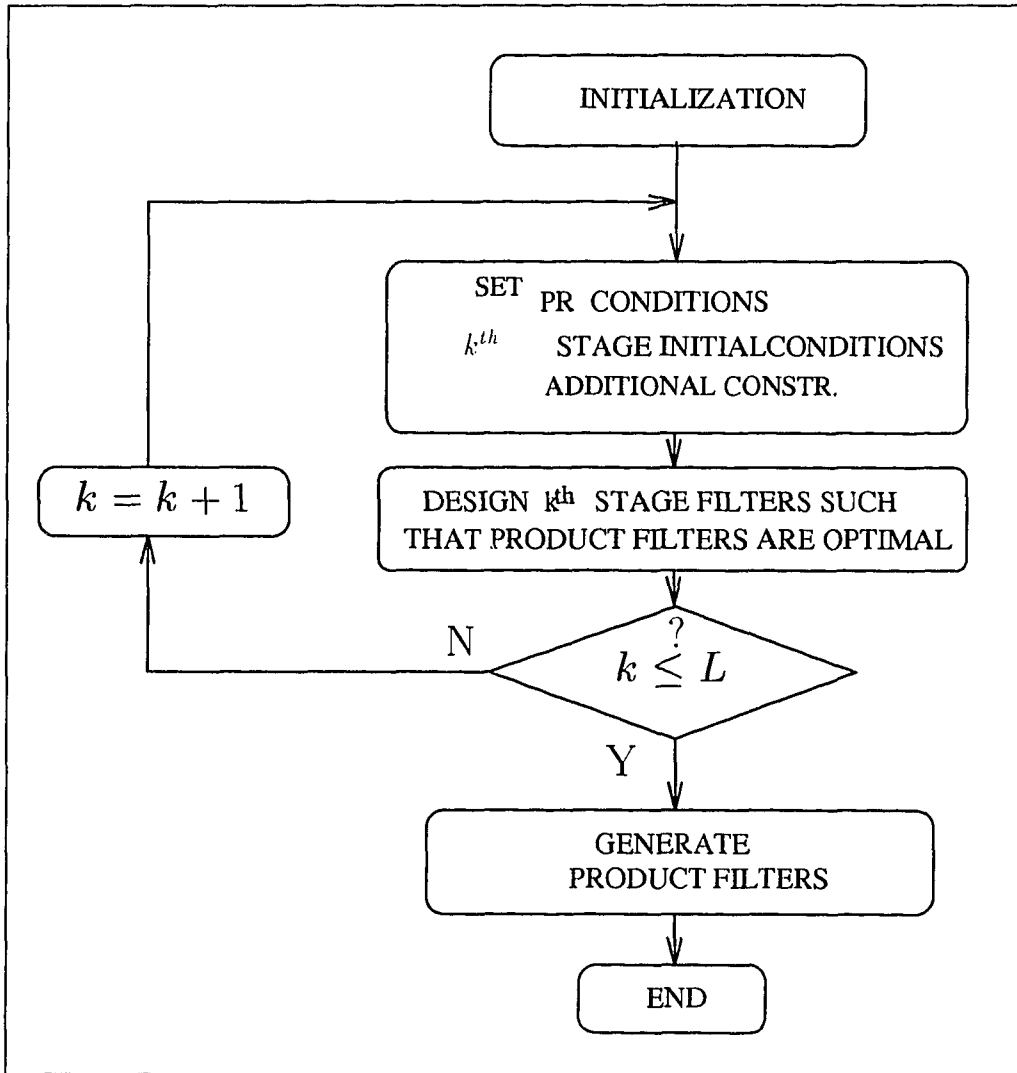 INITIALIZATION
SET PR CONDITIONS
k^th STAGE INITIALCONDITIONS
ADDITIONAL CONSTR.
k = k + 1
DESIGN k^th STAGE FILTERS SUCH
THAT PRODUCT FILTERS ARE OPTIMAL
N
?
k ≤ L
Y
GENERATE
PRODUCT FILTERS
END